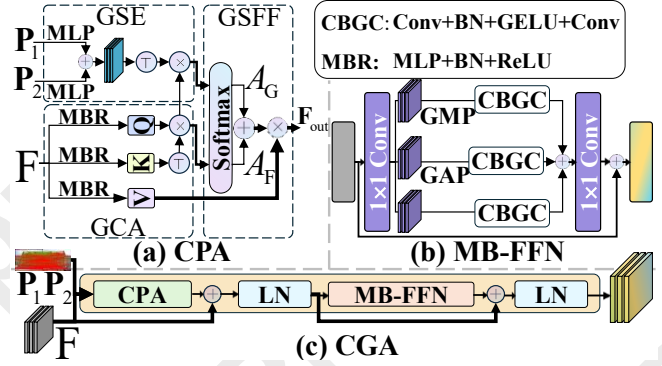 GSE
GSFF
P1 MLP
P2 MLP
T
×
Softmax
AG
AF
Fout
×
F
MBR Q
MBR K
MBR V
×
T
GCA
(a) CPA
CBGC: Conv+BN+GELU+Conv
MBR: MLP+BN+ReLU
1×1 Conv
GMP
CBGC
GAP
CBGC
CBGC
1×1 Conv
(b) MB-FFN
P1 P2
F
CPA
LN
MB-FFN
LN
(c) CGA